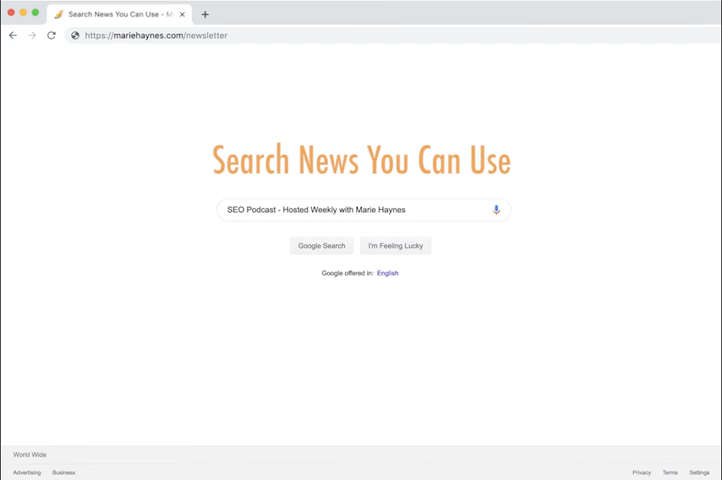 Search News You Can Use - M
https://mariehaynes.com/newsletter
Search News You Can Use
SEO Podcast - Hosted Weekly with Marie Haynes
Google Search I'm Feeling Lucky
Google offered in: English
World Wide
Advertising Business Privacy Terms Settings